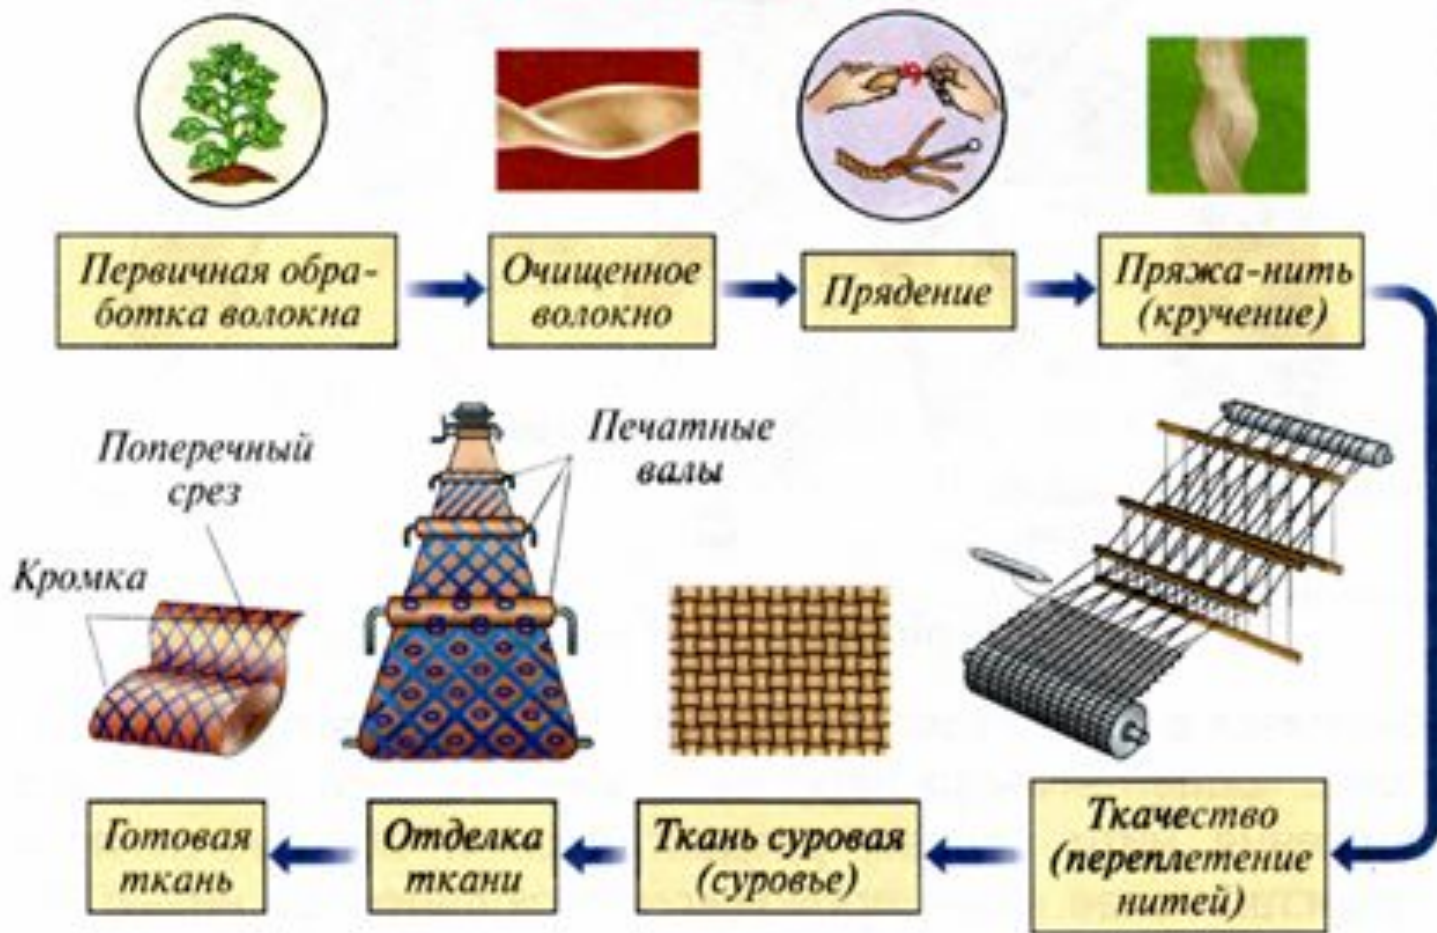 Первичная обра-
ботка волокна
Очищенное
волокно
Прядение
Пряжа-нить
(кручение)
Поперечный
срез
Кромка
Печатные
валы
Готовая
ткань
Отделка
ткани
Ткань суровая
(суровье)
Ткачество
(переплетение
нитей)